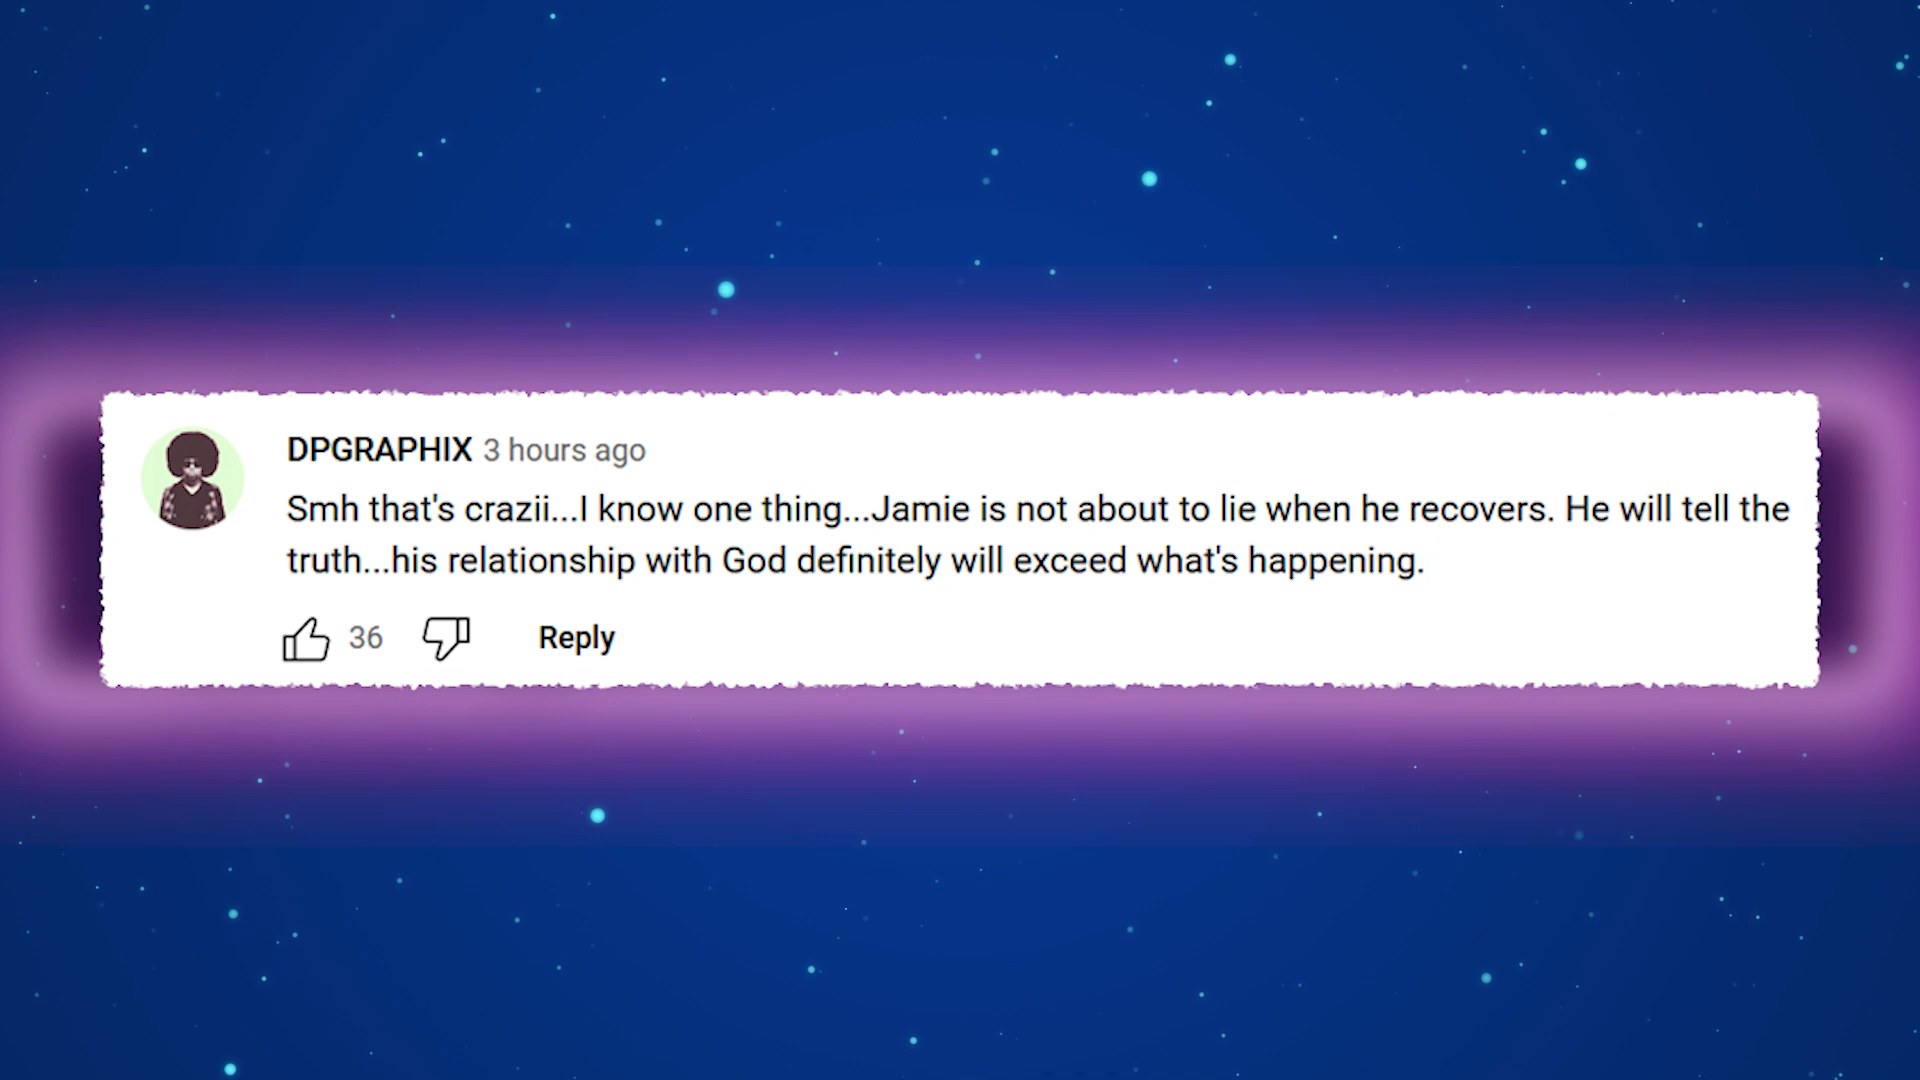 DPGRAPHIX 3 hours ago
Smh that's crazii...I know one thing...Jamie is not about to lie when he recovers. He will tell the
truth...his relationship with God definitely will exceed what's happening.
36 Reply